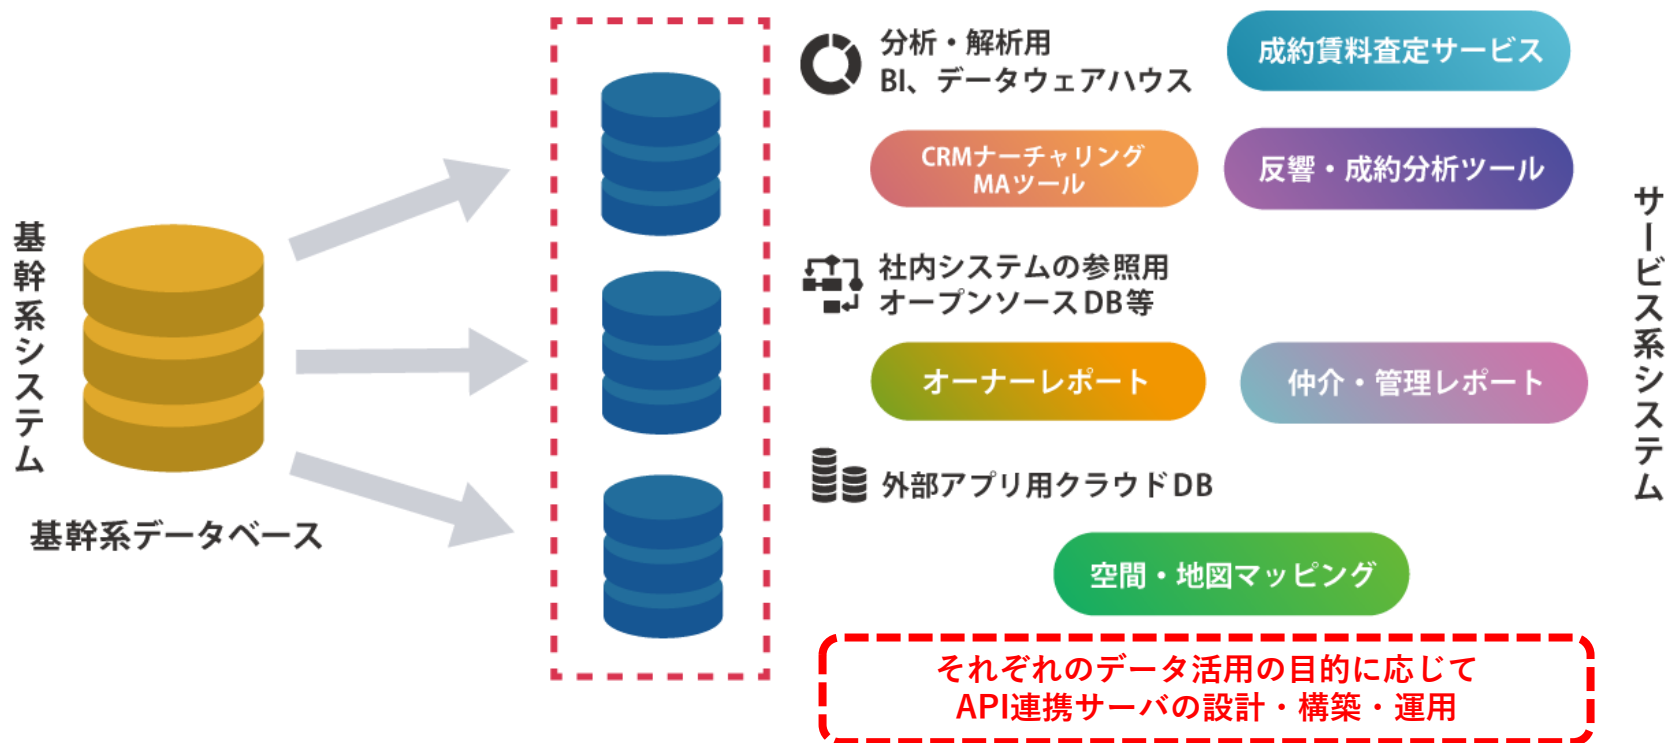 基幹系システム
基幹系データベース
分析・解析用
BI、データウェアハウス
成約賃料査定サービス
CRMナーチャリング
MAツール
反響・成約分析ツール
社内システムの参照用
オープンソースDB等
オーナーレポート
仲介・管理レポート
外部アプリ用クラウドDB
空間・地図マッピング
それぞれのデータ活用の目的に応じて
API連携サーバの設計・構築・運用
サービス系システム